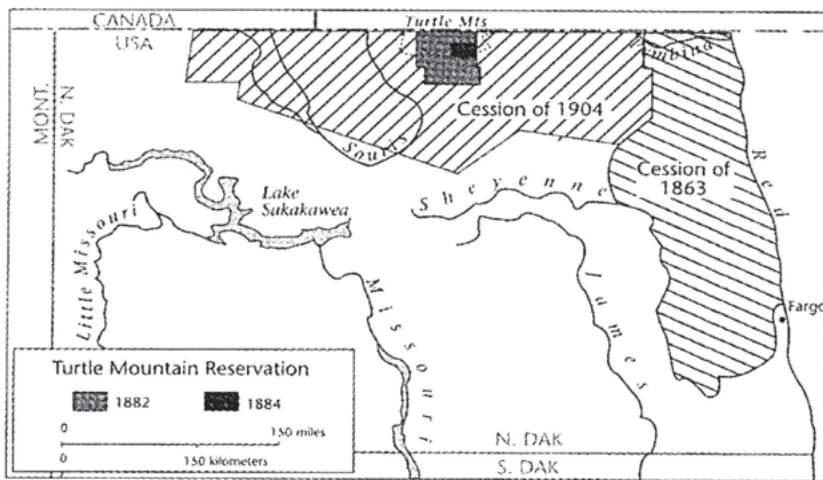 CANADA
USA
Turtle Mts
Pembina
MONT.
N. DAK
Cession of 1904
Souris
Cession of
1863
Red
Sheyenne
Lake
Sakakawea
Little Missouri
Missouri
James
Fargo
Turtle Mountain Reservation
1882
1884
0
150 miles
0
150 kilometers
N. DAK
S. DAK